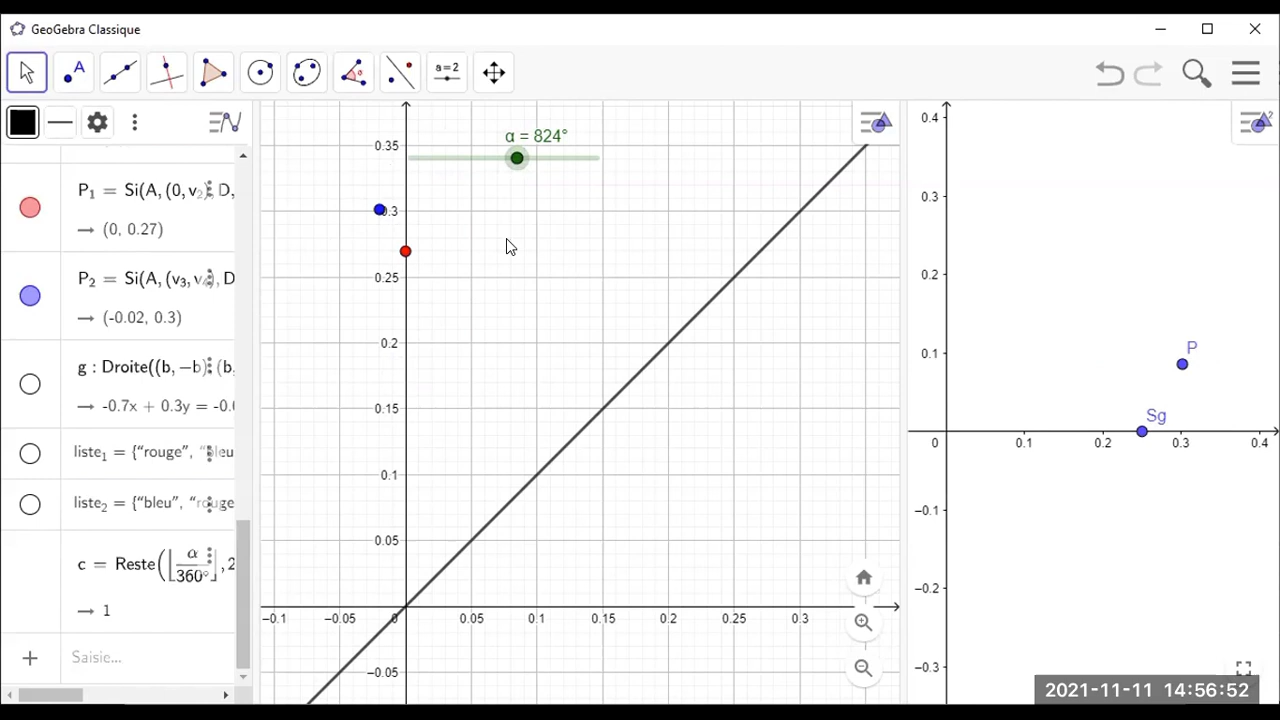 GeoGebra Classique
A
a=2
P₁ = Si(A, (0, v₂), D,
→ (0, 0.27)
P₂ = Si(A, (v₃, v₄), D
→ (-0.02, 0.3)
g : Droite((b, −b) (b,
→ -0.7x + 0.3y = -0.
liste₁ = {“rouge”, “bleu
liste₂ = {“bleu”, “rouge
c = Reste(⌊α/360°⌋, 2
→ 1
+ Saisie...
α = 824°
0.35
0.3
0.25
0.2
0.15
0.1
0.05
−0.05
−0.1 −0.05 0 0.05 0.1 0.15 0.2 0.25 0.3
2
0.4
0.3
0.2
0.1
P
Sg
0 0.1 0.2 0.3 0.4
−0.1
−0.2
−0.3
2021-11-11 14:56:52